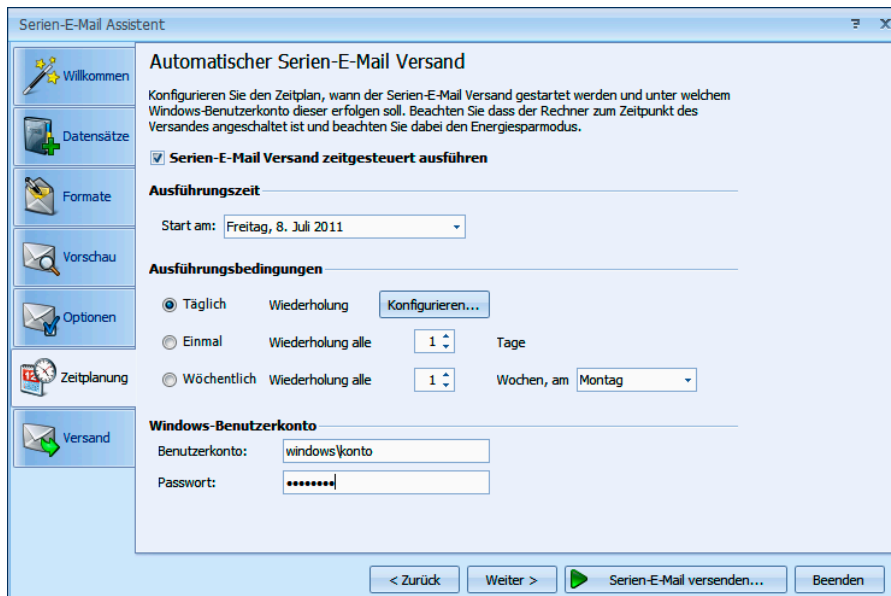 Serien-E-Mail Assistent
? X
Willkommen
Datensätze
Formate
Vorschau
Optionen
12
Zeitplanung
Versand
Automatischer Serien-E-Mail Versand
Konfigurieren Sie den Zeitplan, wann der Serien-E-Mail Versand gestartet werden und unter welchem
Windows-Benutzerkonto dieser erfolgen soll. Beachten Sie dass der Rechner zum Zeitpunkt des
Versandes angeschaltet ist und beachten Sie dabei den Energiesparmodus.
Serien-E-Mail Versand zeitgesteuert ausführen
Ausführungszeit
Start am: Freitag, 8. Juli 2011
Ausführungsbedingungen
Täglich Wiederholung Konfigurieren...
Einmal Wiederholung alle 1 Tage
Wöchentlich Wiederholung alle 1 Wochen, am Montag
Windows-Benutzerkonto
Benutzerkonto: windows\konto
Passwort: ••••••••
< Zurück Weiter > Serien-E-Mail versenden... Beenden